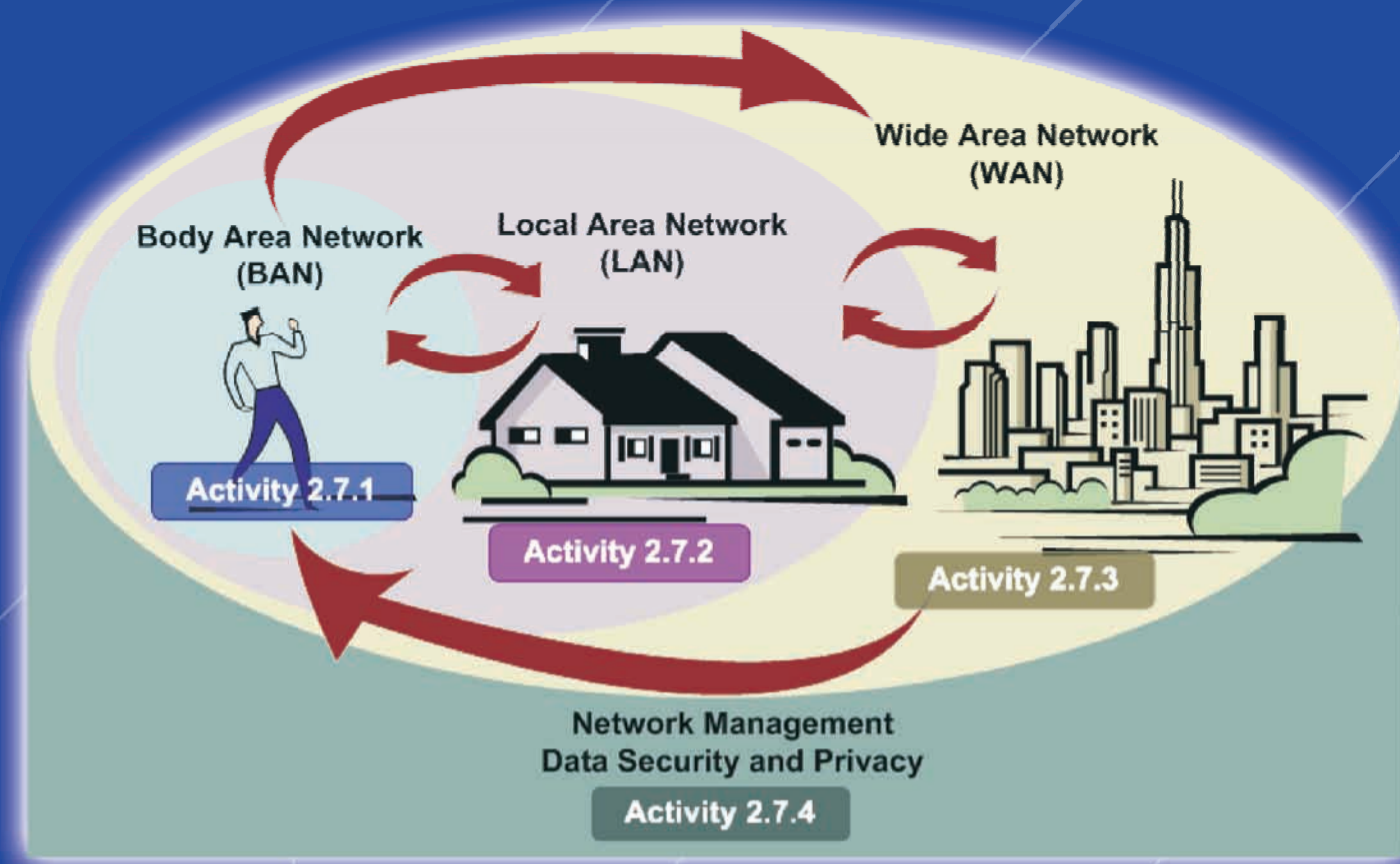 Wide Area Network
(WAN)
Local Area Network
(LAN)
Body Area Network
(BAN)
Activity 2.7.1
Activity 2.7.2
Activity 2.7.3
Network Management
Data Security and Privacy
Activity 2.7.4